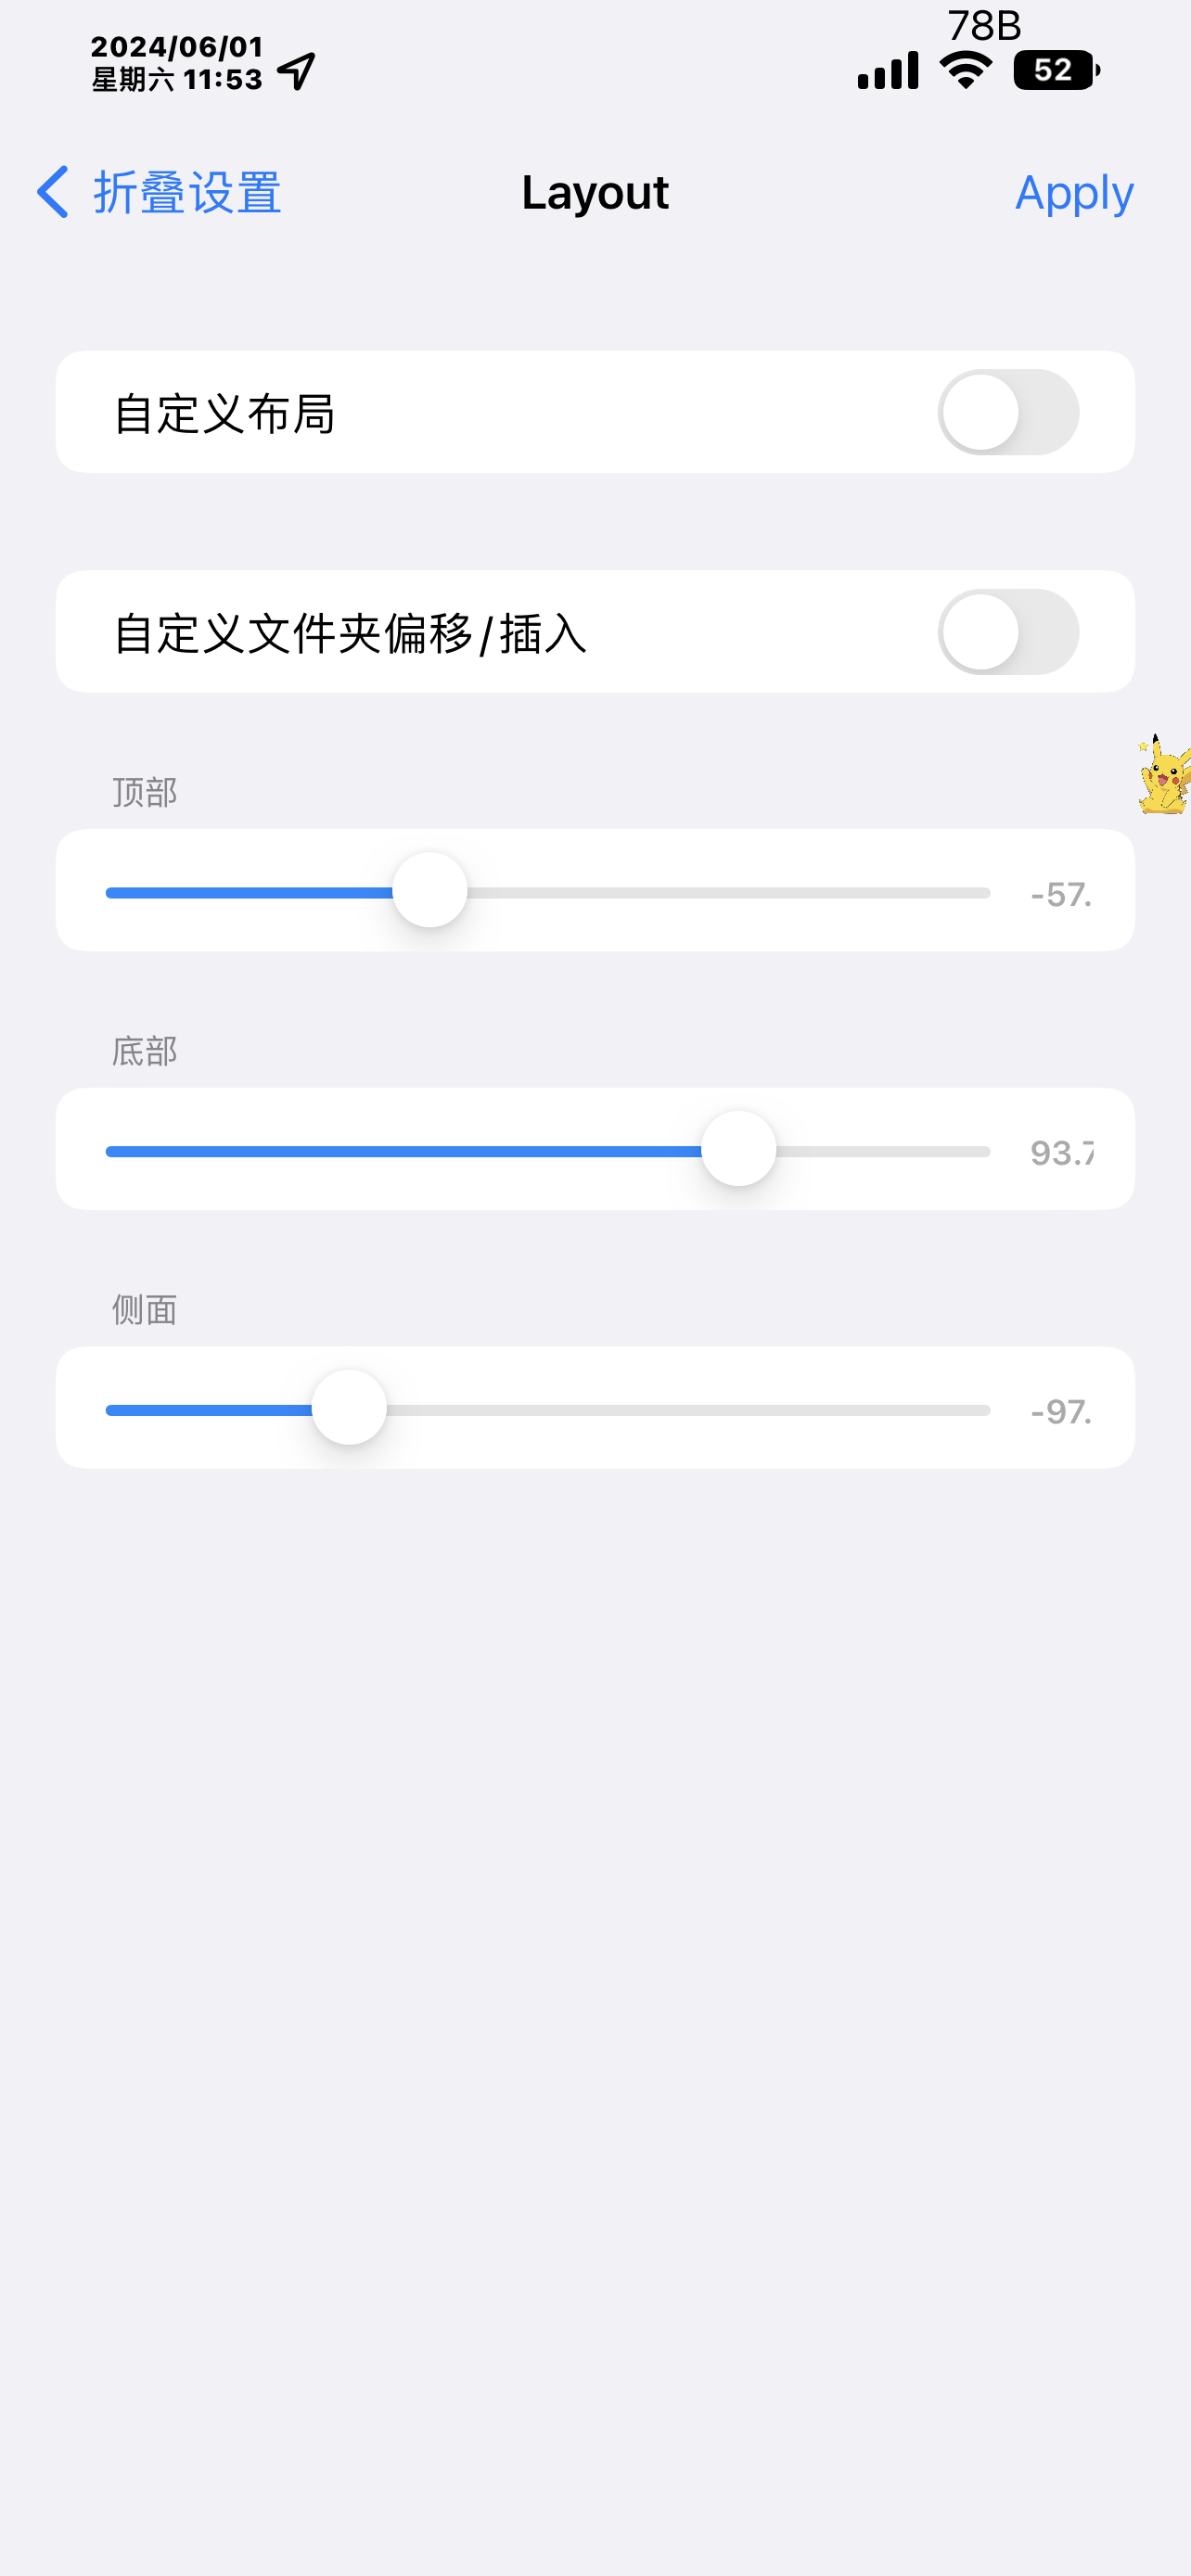 78B
2024/06/01
星期六 11:53
52
折叠设置
Layout
Apply
自定义布局
自定义文件夹偏移/插入
顶部
-57.
底部
93.7
侧面
-97.